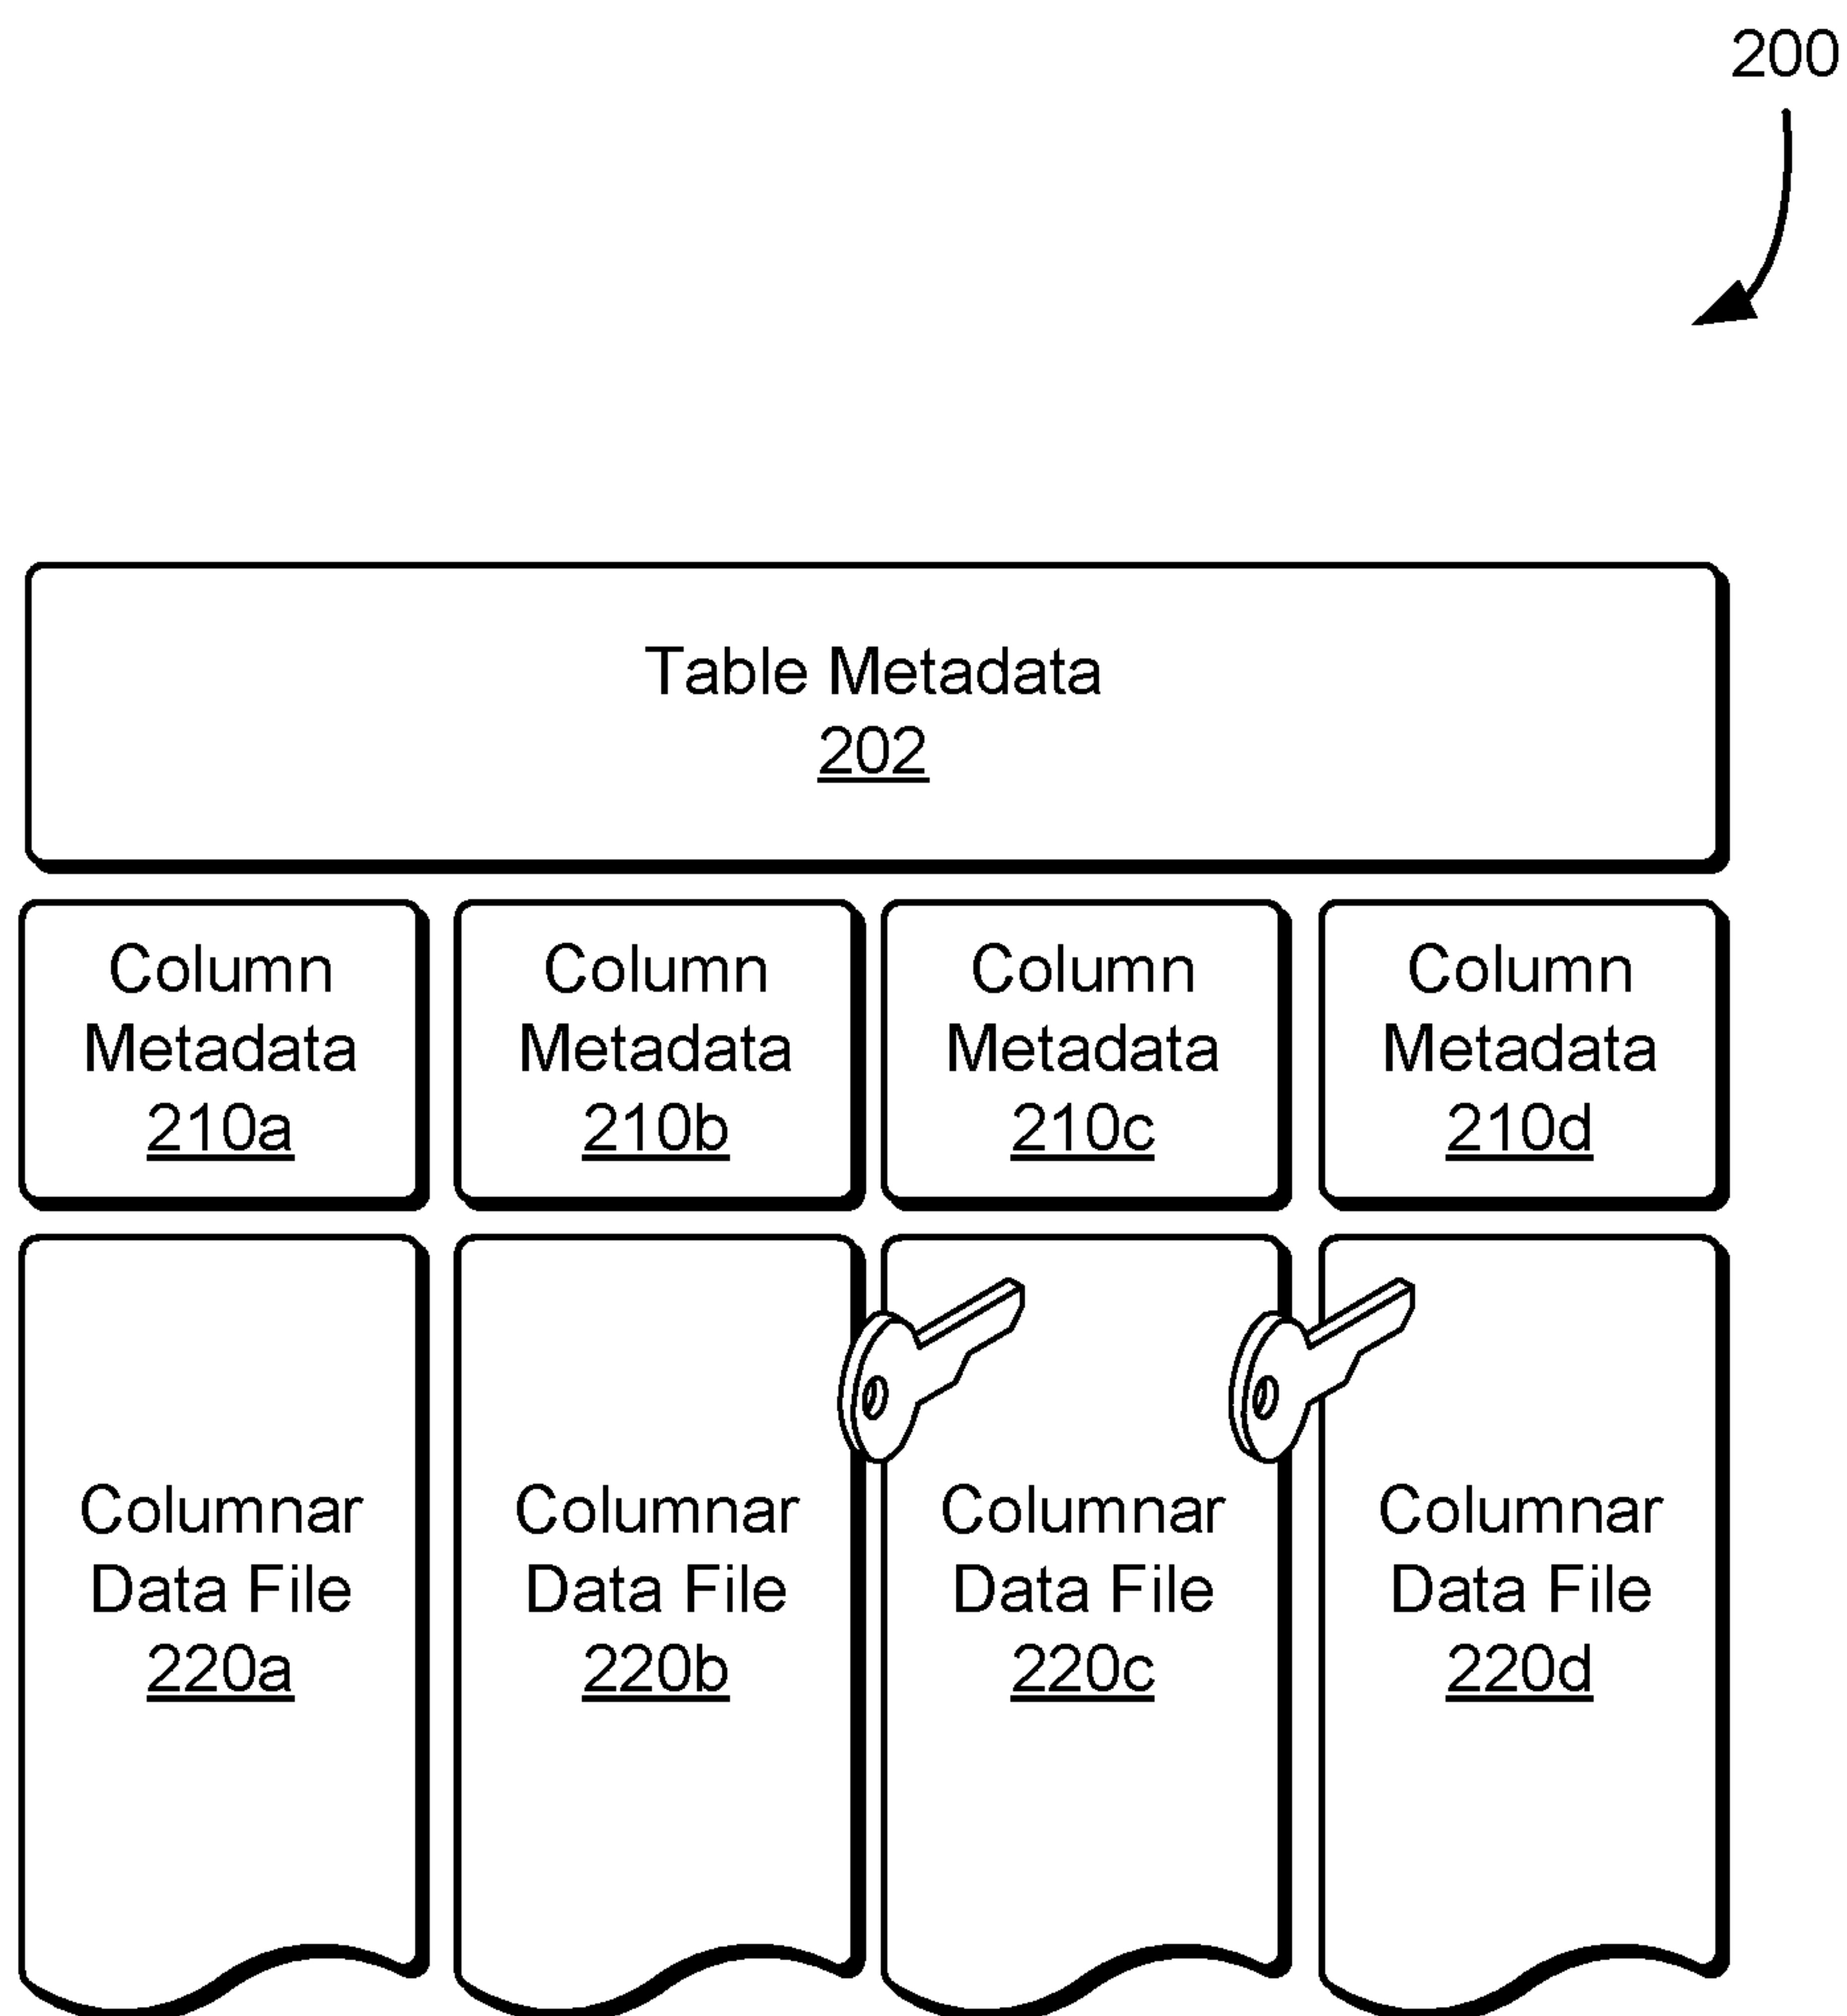 200
Table Metadata
202
Column
Metadata
210a
Column
Metadata
210b
Column
Metadata
210c
Column
Metadata
210d
Columnar
Data File
220a
Columnar
Data File
220b
Columnar
Data File
220c
Columnar
Data File
220d